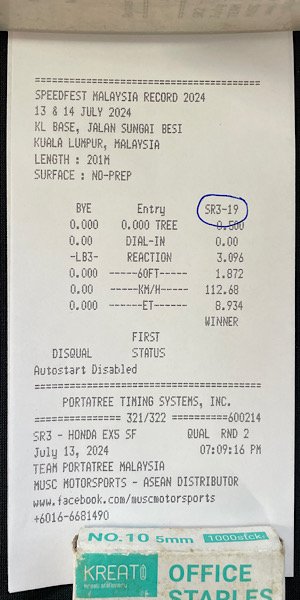 ========================================
SPEEDFEST MALAYSIA RECORD 2024
13 & 14 JULY 2024
KL BASE, JALAN SUNGAI BESI
KUALA LUMPUR, MALAYSIA
LENGTH : 201M
SURFACE : NO-PREP
BYE Entry SR3-19
0.000 0.000 TREE 0.500
0.00 DIAL-IN 0.00
-LB3- REACTION 3.096
0.000 -----60FT----- 1.872
0.00 -----KM/H----- 112.68
0.000 ------ET------ 8.934
WINNER
FIRST
DISQUAL STATUS
Autostart Disabled
========================================
PORTATREE TIMING SYSTEMS, INC.
=============== 321/322 ==========600214
SR3 - HONDA EX5 SF QUAL RND 2
July 13, 2024 07:09:16 PM
TEAM PORTATREE MALAYSIA
MUSC MOTORSPORTS - ASEAN DISTRIBUTOR
www.facebook.com/muscmotorsports
+6016-6681490
NO.10 5mm 1000stck:
KREAT
kreat stationery
OFFICE
STAPLES